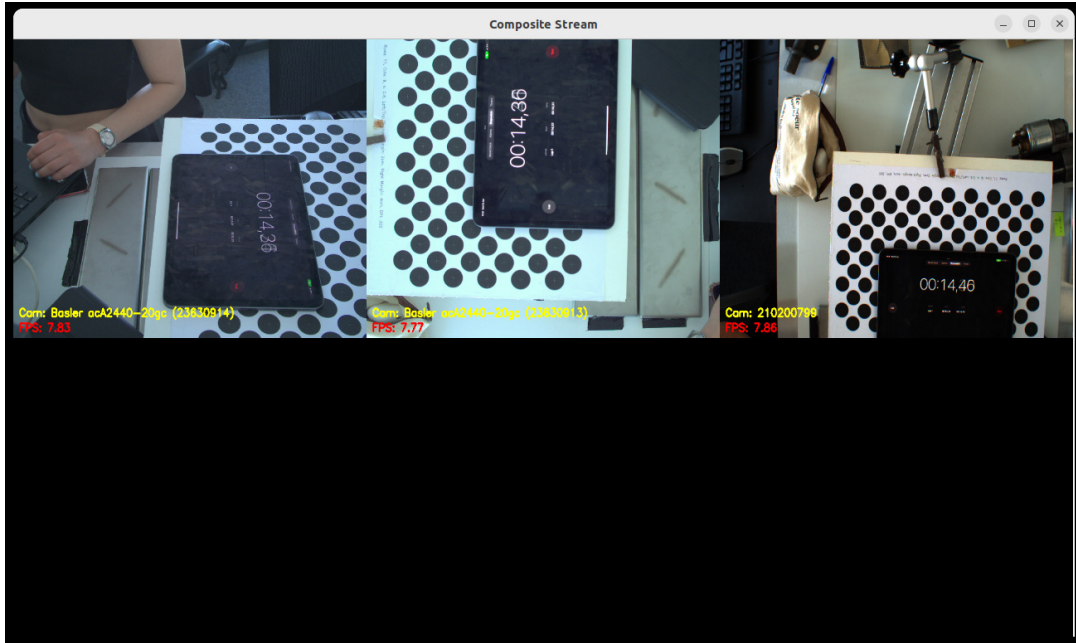 Composite Stream
00:14,36
Cam: Basler acA2440-20gc (23630914)
FPS: 7.83
00:14,36
Cam: Basler acA2440-20gc (23630913)
FPS: 7.77
00:14,46
Cam: 210200799
FPS: 7.86